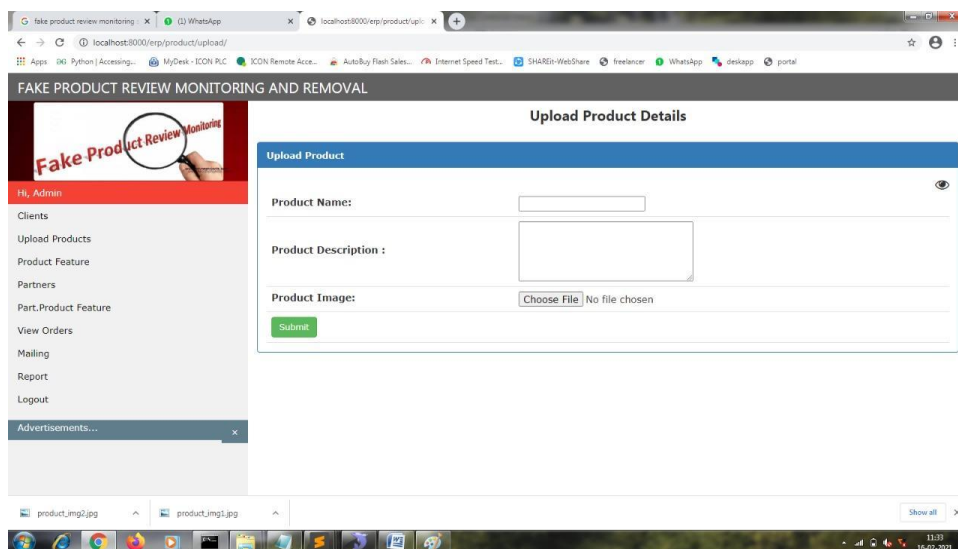 fake product review monitoring :
(1) WhatsApp
localhost:8000/erp/product/uplo
localhost:8000/erp/product/upload/
Apps
Python | Accessing...
MyDesk - ICON PLC
ICON Remote Acce...
AutoBuy Flash Sales...
Internet Speed Test...
SHAREit-WebShare
freelancer
WhatsApp
deskapp
portal
FAKE PRODUCT REVIEW MONITORING AND REMOVAL
Fake Product Review Monitoring
Hi, Admin
Clients
Upload Products
Product Feature
Partners
Part.Product Feature
View Orders
Mailing
Report
Logout
Advertisements...
×
Upload Product Details
Upload Product
Product Name:
Product Description :
Product Image:
Choose File No file chosen
Submit
product_img2.jpg
product_img1.jpg
Show all
11:33
16-02-2021